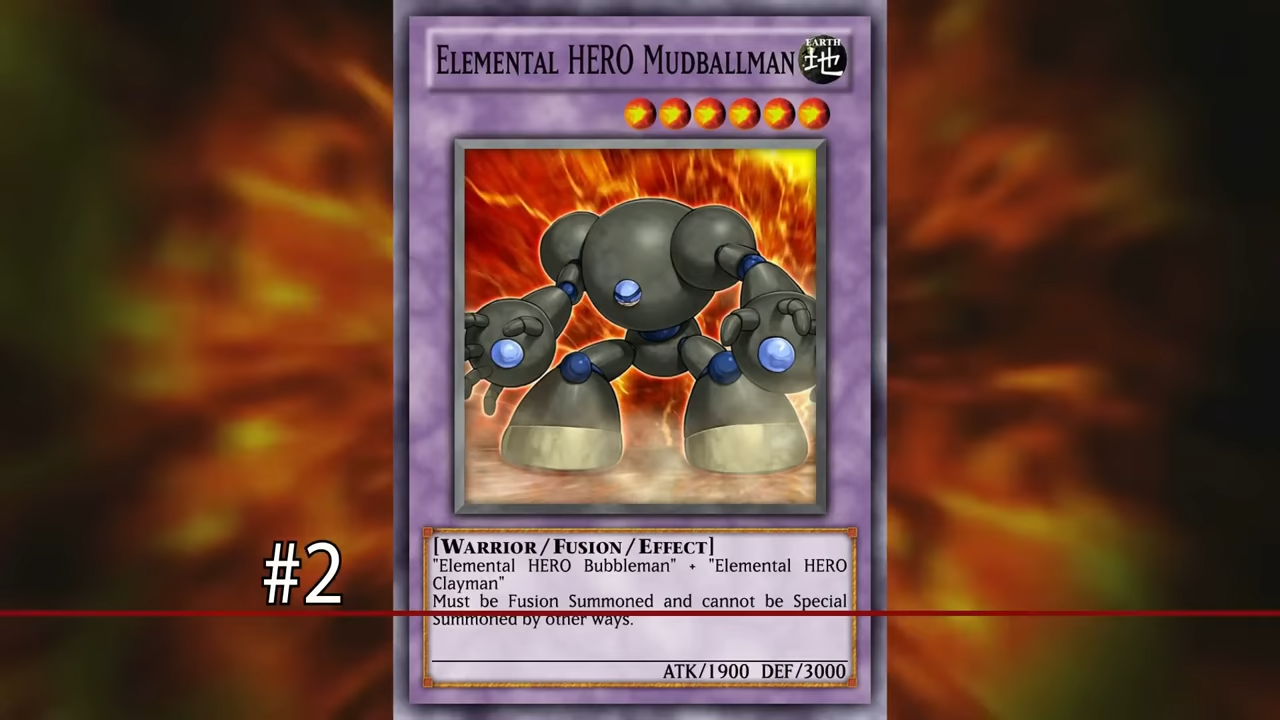 Elemental HERO Mudballman
EARTH
地
[Warrior/Fusion/Effect]
"Elemental HERO Bubbleman" + "Elemental HERO
Clayman"
Must be Fusion Summoned and cannot be Special
Summoned by other ways.
ATK/1900 DEF/3000
#2